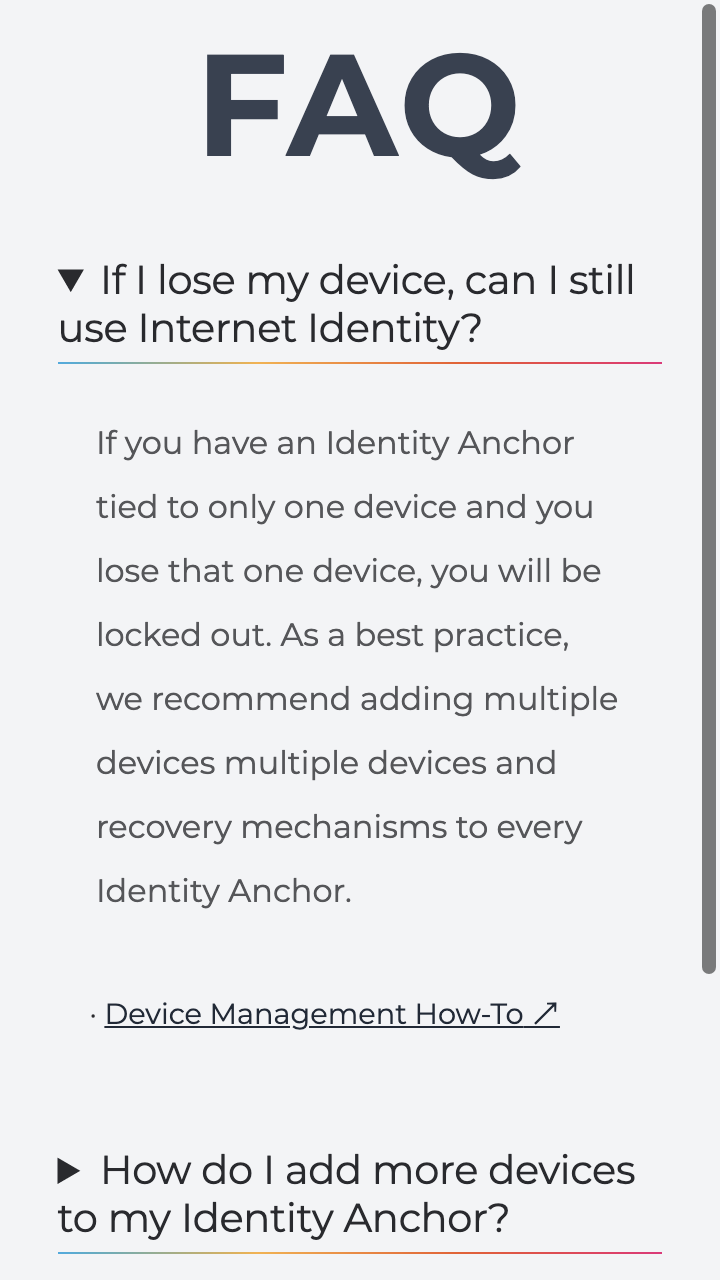 FAQ
▼ If I lose my device, can I still
use Internet Identity?
If you have an Identity Anchor
tied to only one device and you
lose that one device, you will be
locked out. As a best practice,
we recommend adding multiple
devices multiple devices and
recovery mechanisms to every
Identity Anchor.
· Device Management How-To ↗
▶ How do I add more devices
to my Identity Anchor?